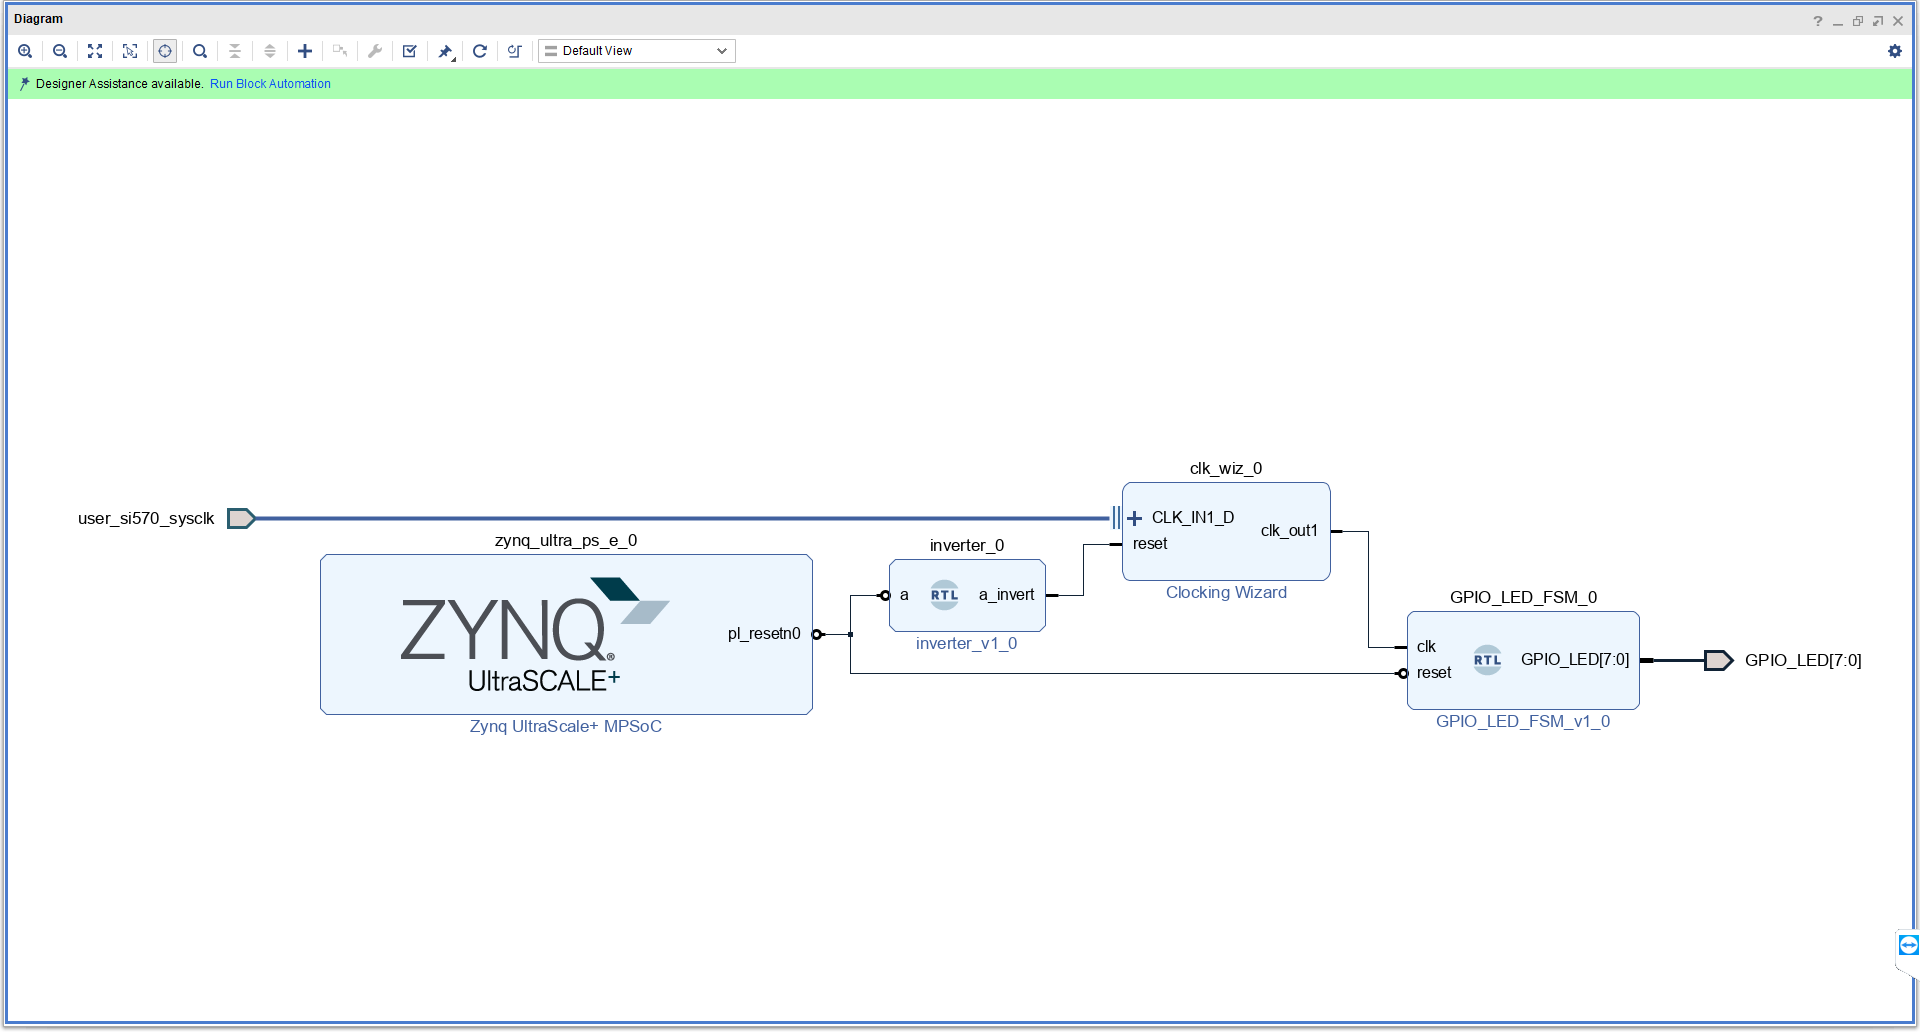 Diagram
Default View
Designer Assistance available. Run Block Automation
clk_wiz_0
user_si570_sysclk
CLK_IN1_D
clk_out1
reset
Clocking Wizard
zynq_ultra_ps_e_0
ZYNQ®
UltraSCALE+
pl_resetn0
Zynq UltraScale+ MPSoC
inverter_0
a
RTL
a_invert
inverter_v1_0
GPIO_LED_FSM_0
clk
reset
RTL
GPIO_LED[7:0]
GPIO_LED_FSM_v1_0
GPIO_LED[7:0]